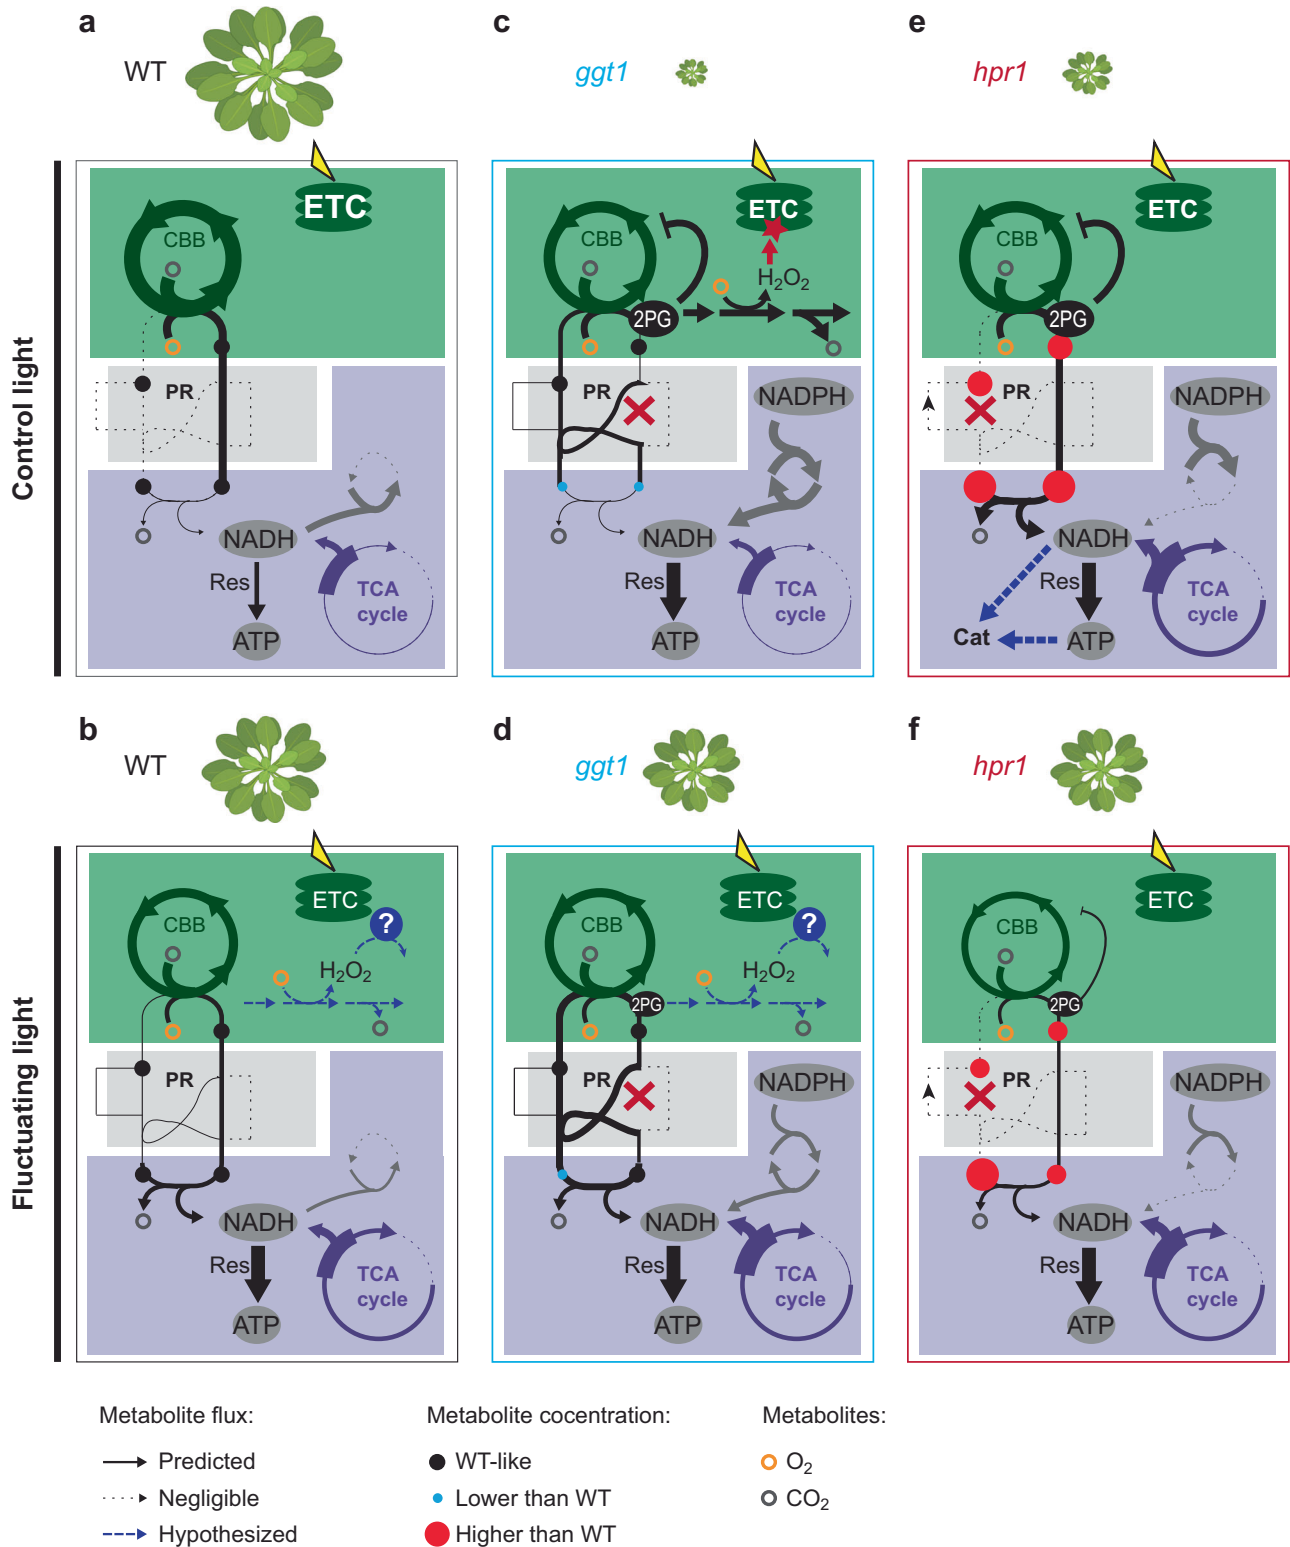 a
WT
c
ggt1
e
hpr1
Control light
ETC
CBB
PR
NADH
Res
ATP
TCA
cycle
ETC
CBB
H2O2
2PG
PR
NADPH
NADH
Res
ATP
TCA
cycle
ETC
CBB
2PG
PR
NADPH
NADH
Res
Cat
ATP
TCA
cycle
b
WT
d
ggt1
f
hpr1
Fluctuating light
ETC
?
CBB
H2O2
PR
NADH
Res
ATP
TCA
cycle
ETC
?
CBB
H2O2
2PG
PR
NADPH
NADH
Res
ATP
TCA
cycle
ETC
CBB
2PG
PR
NADPH
NADH
Res
ATP
TCA
cycle
Metabolite flux:
Predicted
Negligible
Hypothesized
Metabolite cocentration:
WT-like
Lower than WT
Higher than WT
Metabolites:
O2
CO2